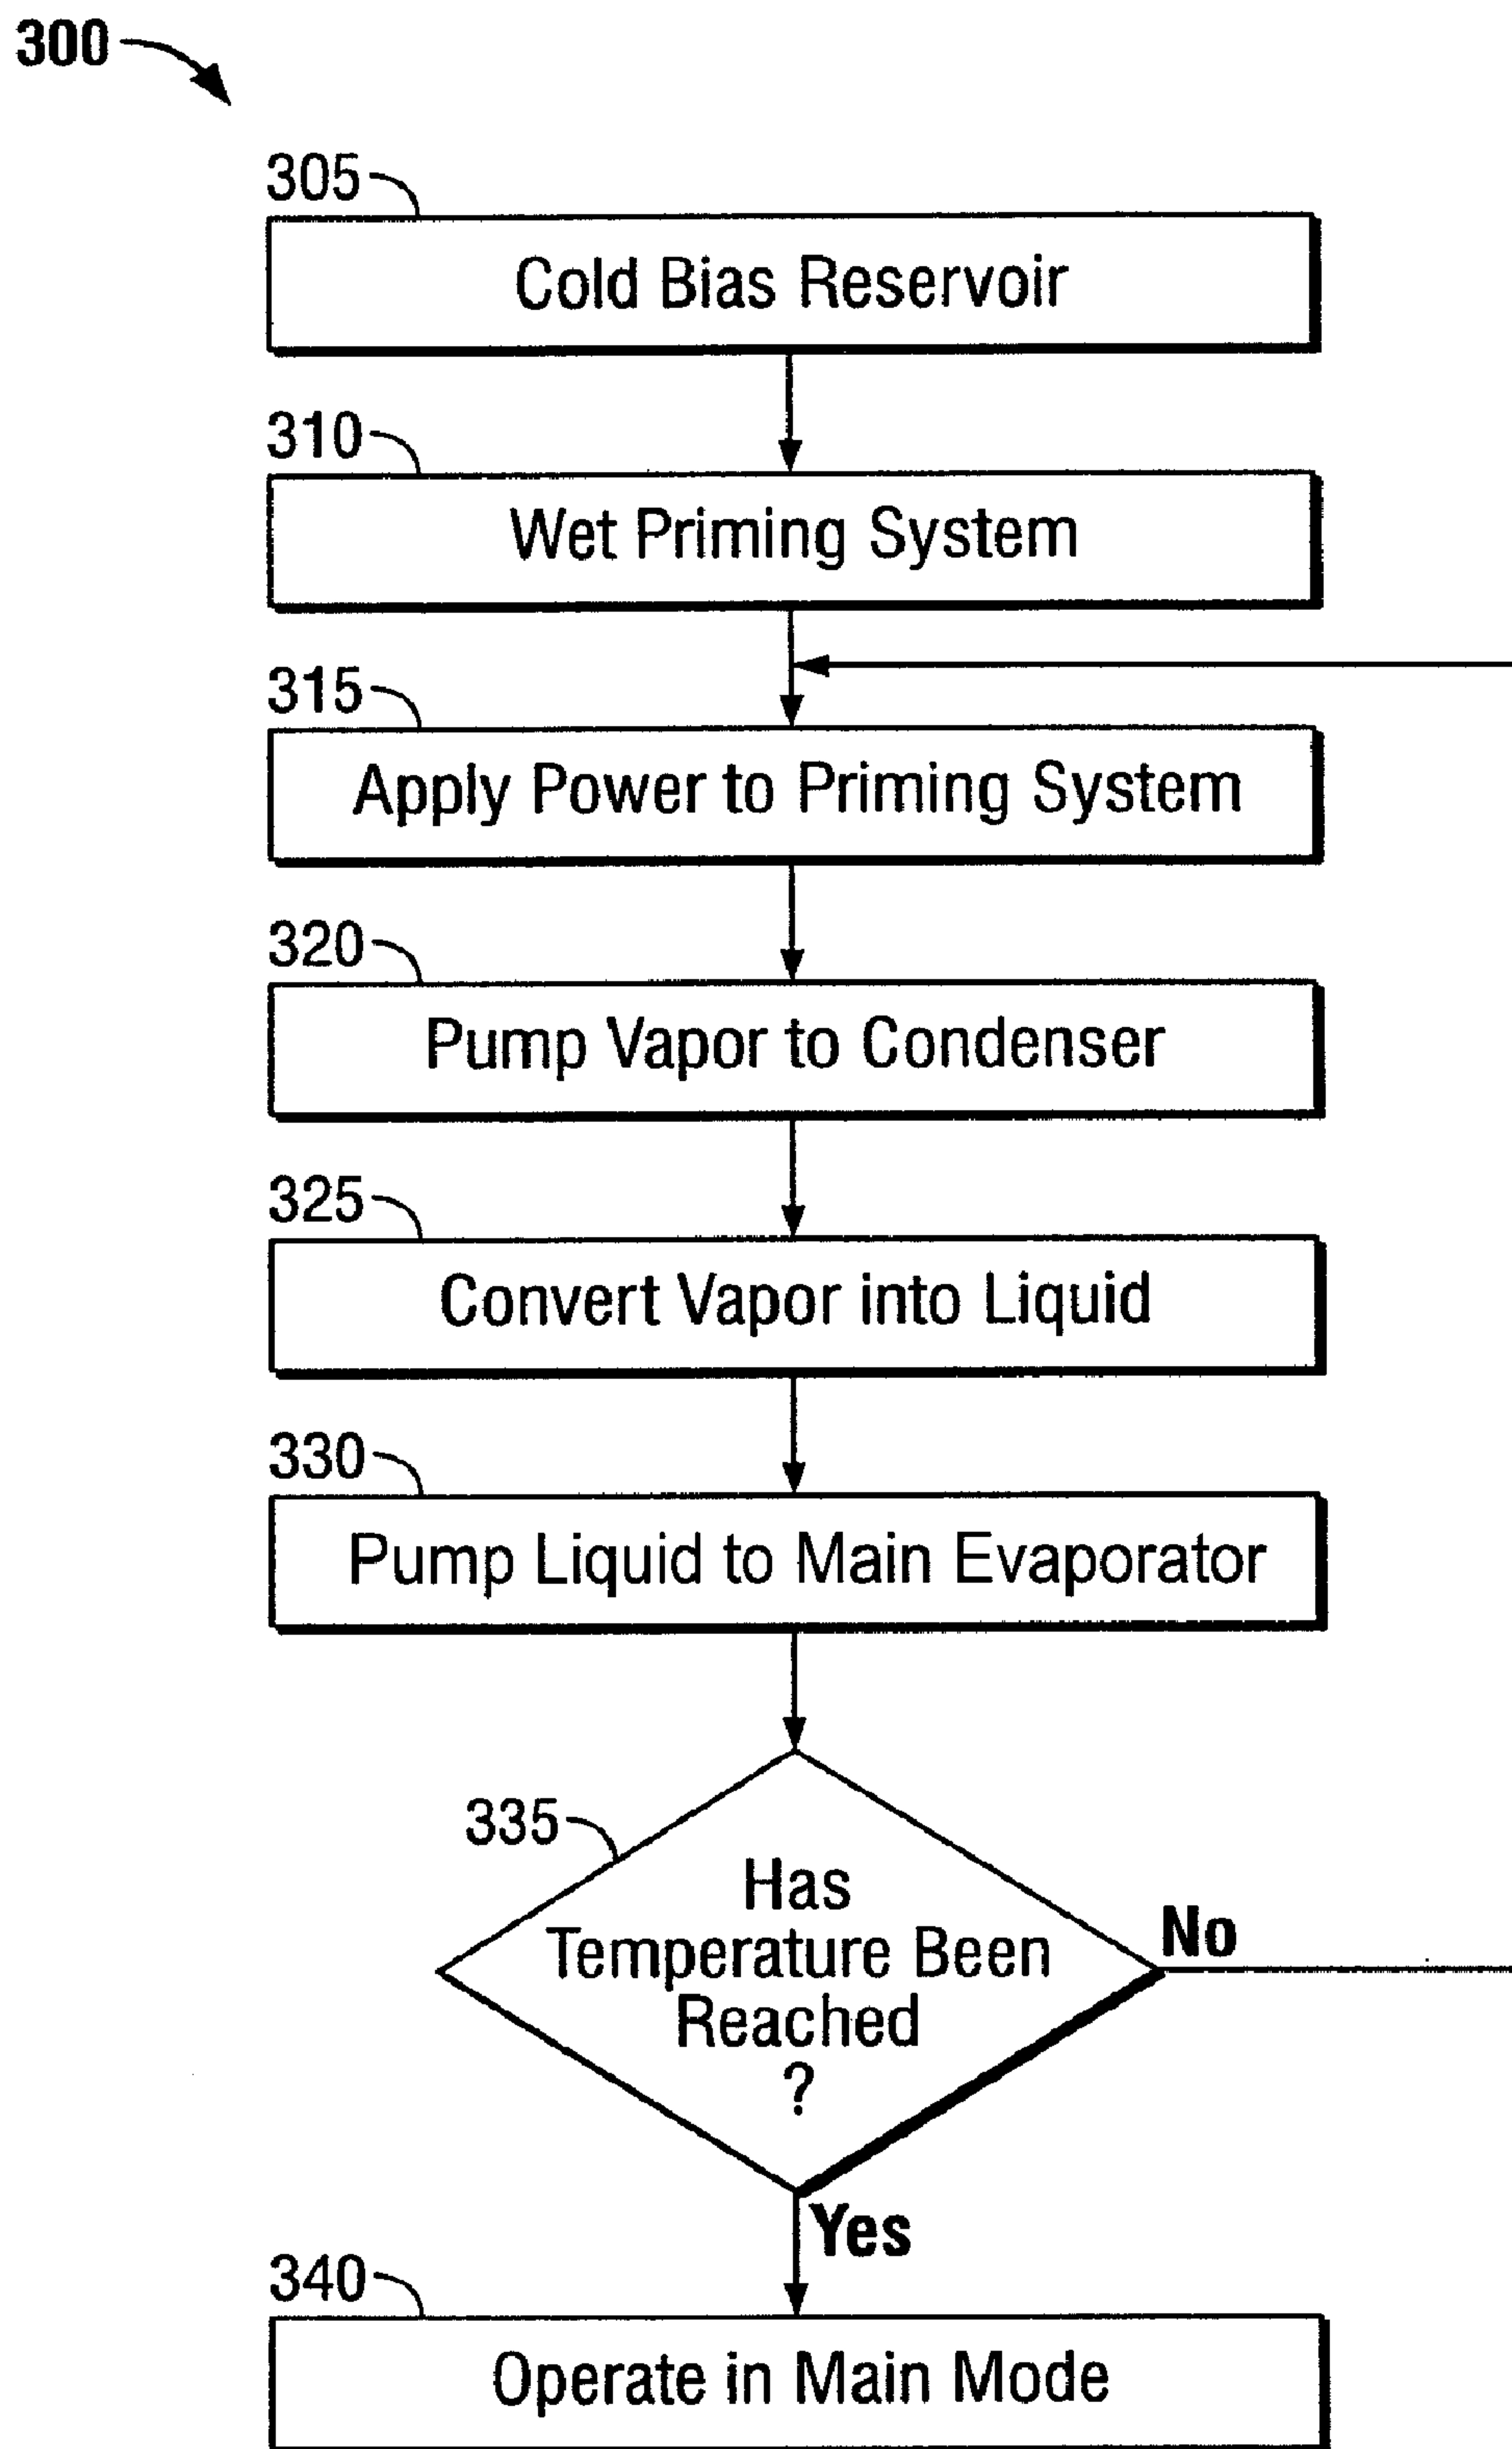 300
305
Cold Bias Reservoir
310
Wet Priming System
315
Apply Power to Priming System
320
Pump Vapor to Condenser
325
Convert Vapor into Liquid
330
Pump Liquid to Main Evaporator
335
Has
Temperature Been
Reached
?
No
Yes
340
Operate in Main Mode